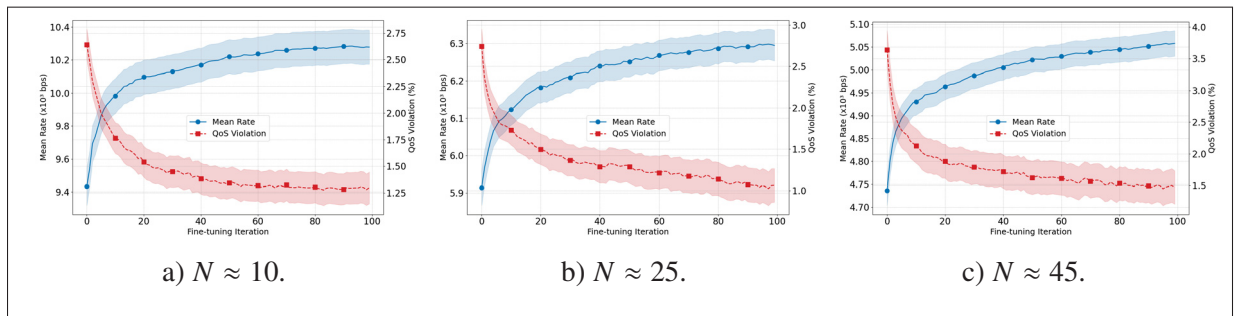 10.4
10.2
10.0
9.8
9.6
9.4
Mean Rate (x10³ bps)
2.75
2.50
2.25
2.00
1.75
1.50
1.25
QoS Violation (%)
Mean Rate
QoS Violation
0 20 40 60 80 100
Fine-tuning Iteration
a) N ≈ 10.
6.3
6.2
6.1
6.0
5.9
Mean Rate (x10³ bps)
3.0
2.5
2.0
1.5
1.0
QoS Violation (%)
Mean Rate
QoS Violation
0 20 40 60 80 100
Fine-tuning Iteration
b) N ≈ 25.
5.10
5.05
5.00
4.95
4.90
4.85
4.80
4.75
4.70
Mean Rate (x10³ bps)
4.0
3.5
3.0
2.5
2.0
1.5
QoS Violation (%)
Mean Rate
QoS Violation
0 20 40 60 80 100
Fine-tuning Iteration
c) N ≈ 45.